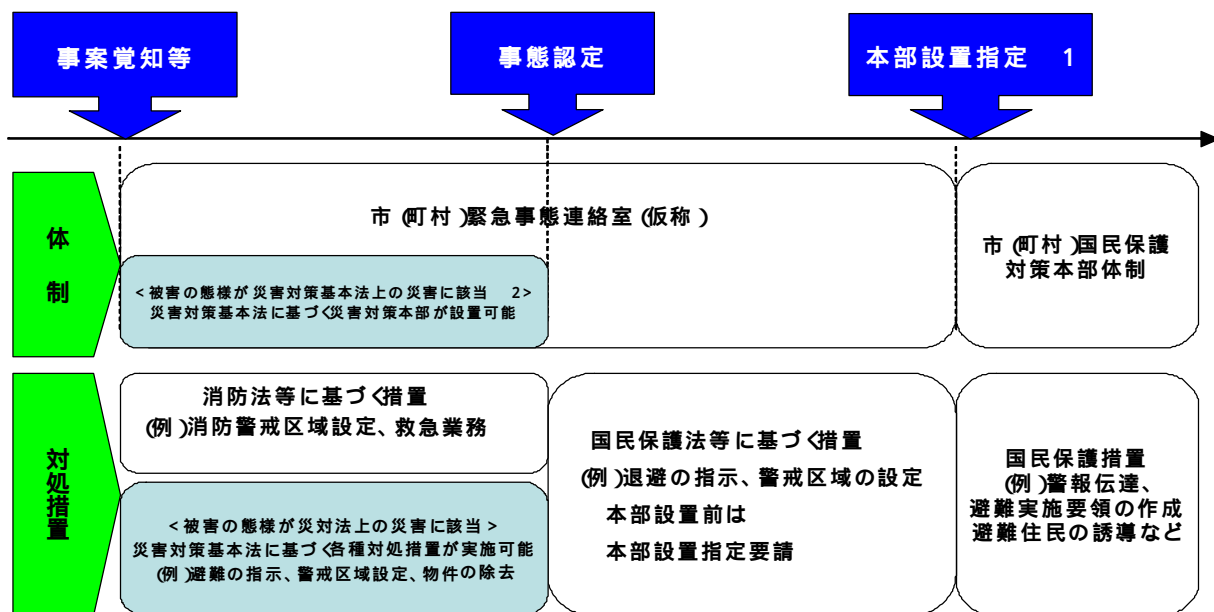 事案覚知等
事態認定
本部設置指定 1
体制
市(町村)緊急事態連絡室(仮称)
<被害の態様が災害対策基本法上の災害に該当 2>
災害対策基本法に基づく災害対策本部が設置可能
市(町村)国民保護
対策本部体制
対処措置
消防法等に基づく措置
(例)消防警戒区域設定、救急業務
<被害の態様が災対法上の災害に該当>
災害対策基本法に基づく各種対処措置が実施可能
(例)避難の指示、警戒区域設定、物件の除去
国民保護法等に基づく措置
(例)退避の指示、警戒区域の設定
本部設置前は
本部設置指定要請
国民保護措置
(例)警報伝達、
避難実施要領の作成
避難住民の誘導など